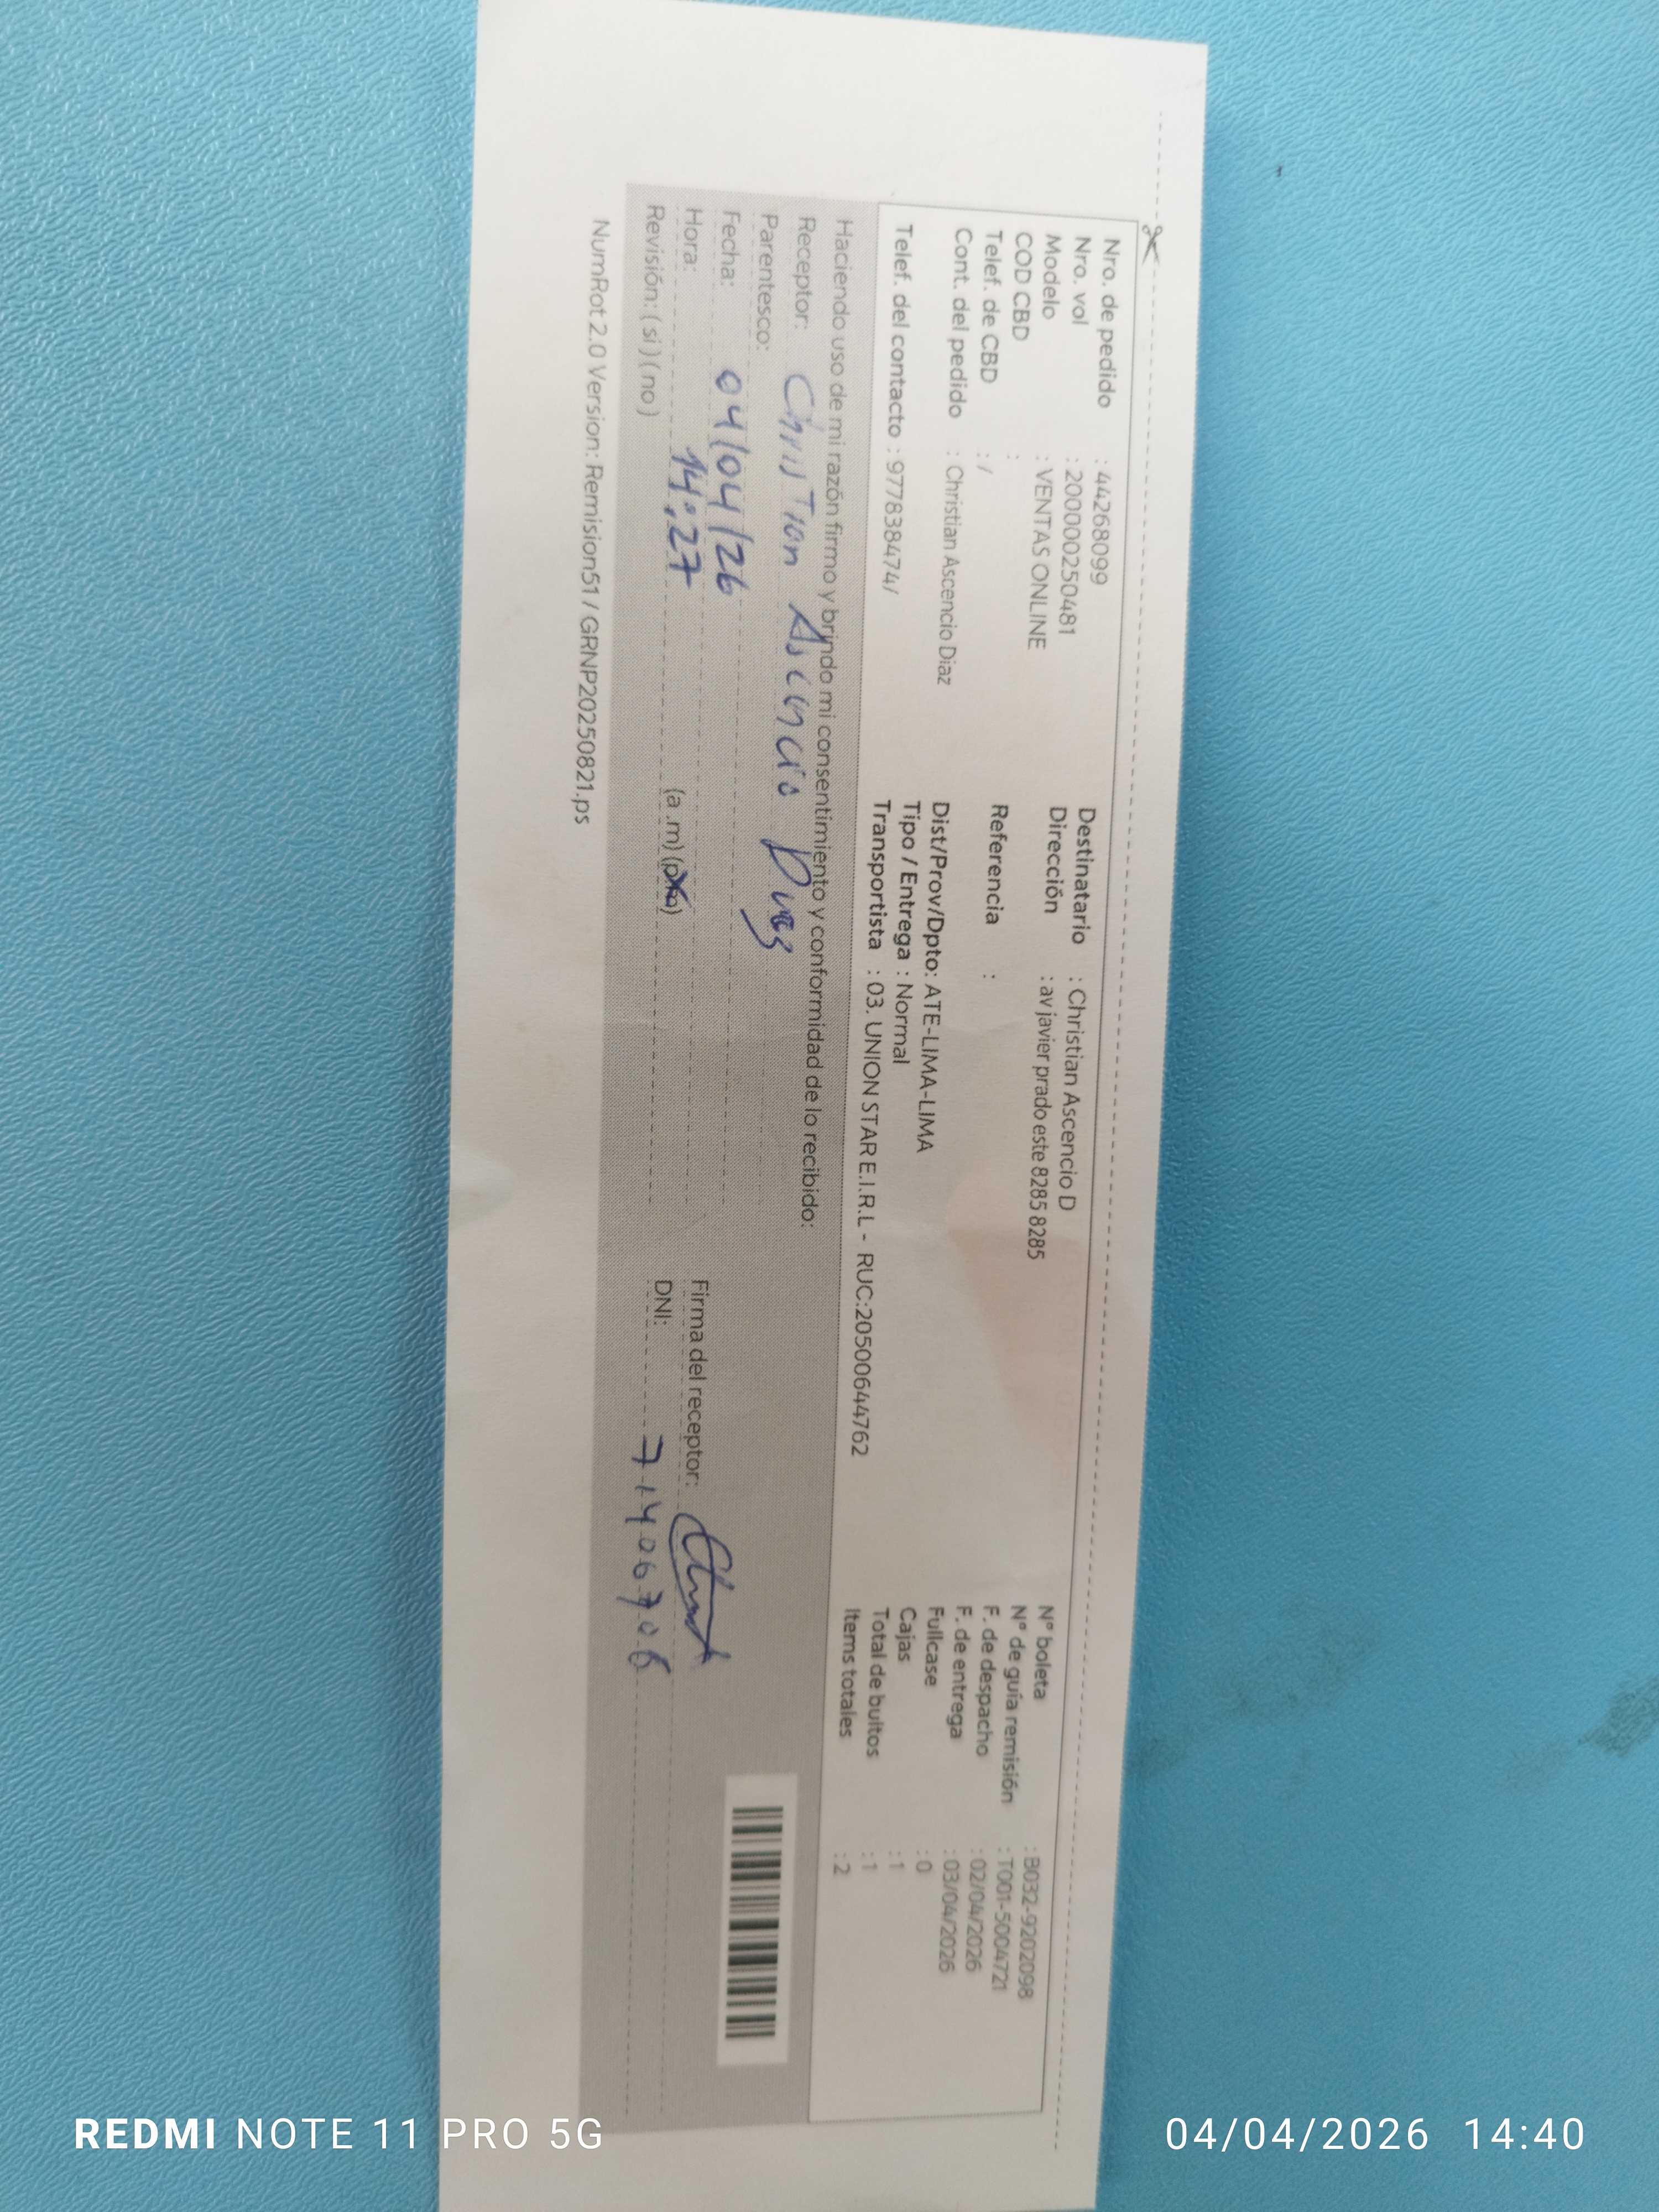 Nro. de pedido : 44268099
Nro. vol : 200000250481
Modelo : VENTAS ONLINE
COD CBD :
Telef. de CBD : /
Cont. del pedido : Christian Ascencio Diaz
Telef. del contacto : 977838474/
Destinatario : Christian Ascencio D
Dirección : av javier prado este 8285 8285
Referencia :
Dist/Prov/Dpto: ATE-LIMA-LIMA
Tipo / Entrega : Normal
Transportista : 03. UNION STAR E.I.R.L - RUC:20500644762
N° boleta : B032-9202098
N° de guía remisión : T001-5004721
F. de despacho : 02/04/2026
F. de entrega : 03/04/2026
Fullcase : 0
Cajas : 1
Total de bultos : 1
Items totales : 2
Haciendo uso de mi razón firmo y brindo mi consentimiento y conformidad de lo recibido:
Receptor: Christian Ascencio Diaz
Parentesco:
Fecha: 04/04/26
Hora: 14:27 (a.m) (p.m)
Revisión: ( si ) ( no )
Firma del receptor:
DNI: 71406706
NumRot 2.0 Version: Remision51 / GRNP20250821.ps
REDMI NOTE 11 PRO 5G
04/04/2026 14:40